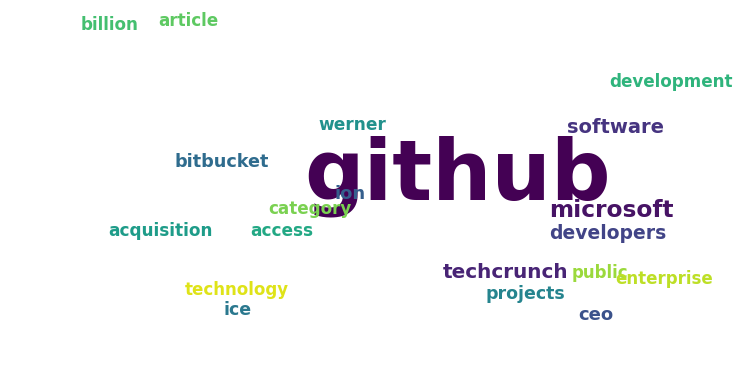 billion
article
development
werner
software
bitbucket
github
ion
category
microsoft
acquisition
access
developers
techcrunch
public
enterprise
technology
projects
ice
ceo